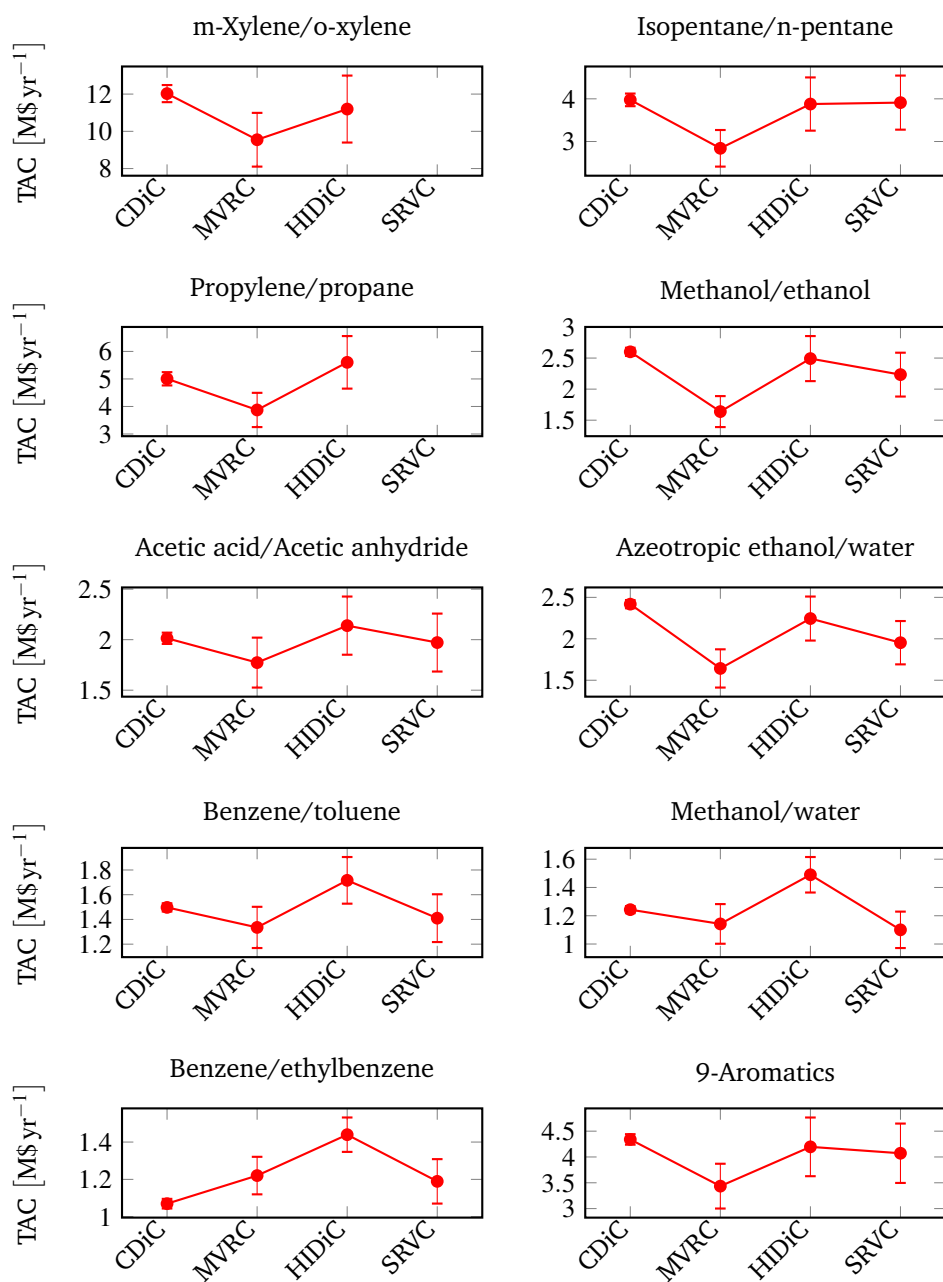 m-Xylene/o-xylene
TAC [M$ yr−1]
12
10
8
CDiC
MVRC
HIDiC
SRVC
Isopentane/n-pentane
4
3
CDiC
MVRC
HIDiC
SRVC
Propylene/propane
TAC [M$ yr−1]
6
5
4
3
CDiC
MVRC
HIDiC
SRVC
Methanol/ethanol
3
2.5
2
1.5
CDiC
MVRC
HIDiC
SRVC
Acetic acid/Acetic anhydride
TAC [M$ yr−1]
2.5
2
1.5
CDiC
MVRC
HIDiC
SRVC
Azeotropic ethanol/water
2.5
2
1.5
CDiC
MVRC
HIDiC
SRVC
Benzene/toluene
TAC [M$ yr−1]
1.8
1.6
1.4
1.2
CDiC
MVRC
HIDiC
SRVC
Methanol/water
1.6
1.4
1.2
1
CDiC
MVRC
HIDiC
SRVC
Benzene/ethylbenzene
TAC [M$ yr−1]
1.4
1.2
1
CDiC
MVRC
HIDiC
SRVC
9-Aromatics
4.5
4
3.5
3
CDiC
MVRC
HIDiC
SRVC